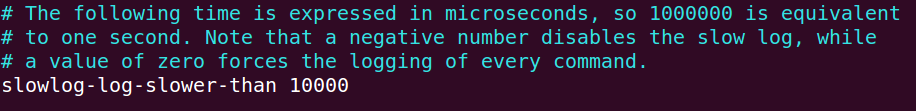 # The following time is expressed in microseconds, so 1000000 is equivalent
# to one second. Note that a negative number disables the slow log, while
# a value of zero forces the logging of every command.
slowlog-log-slower-than 10000